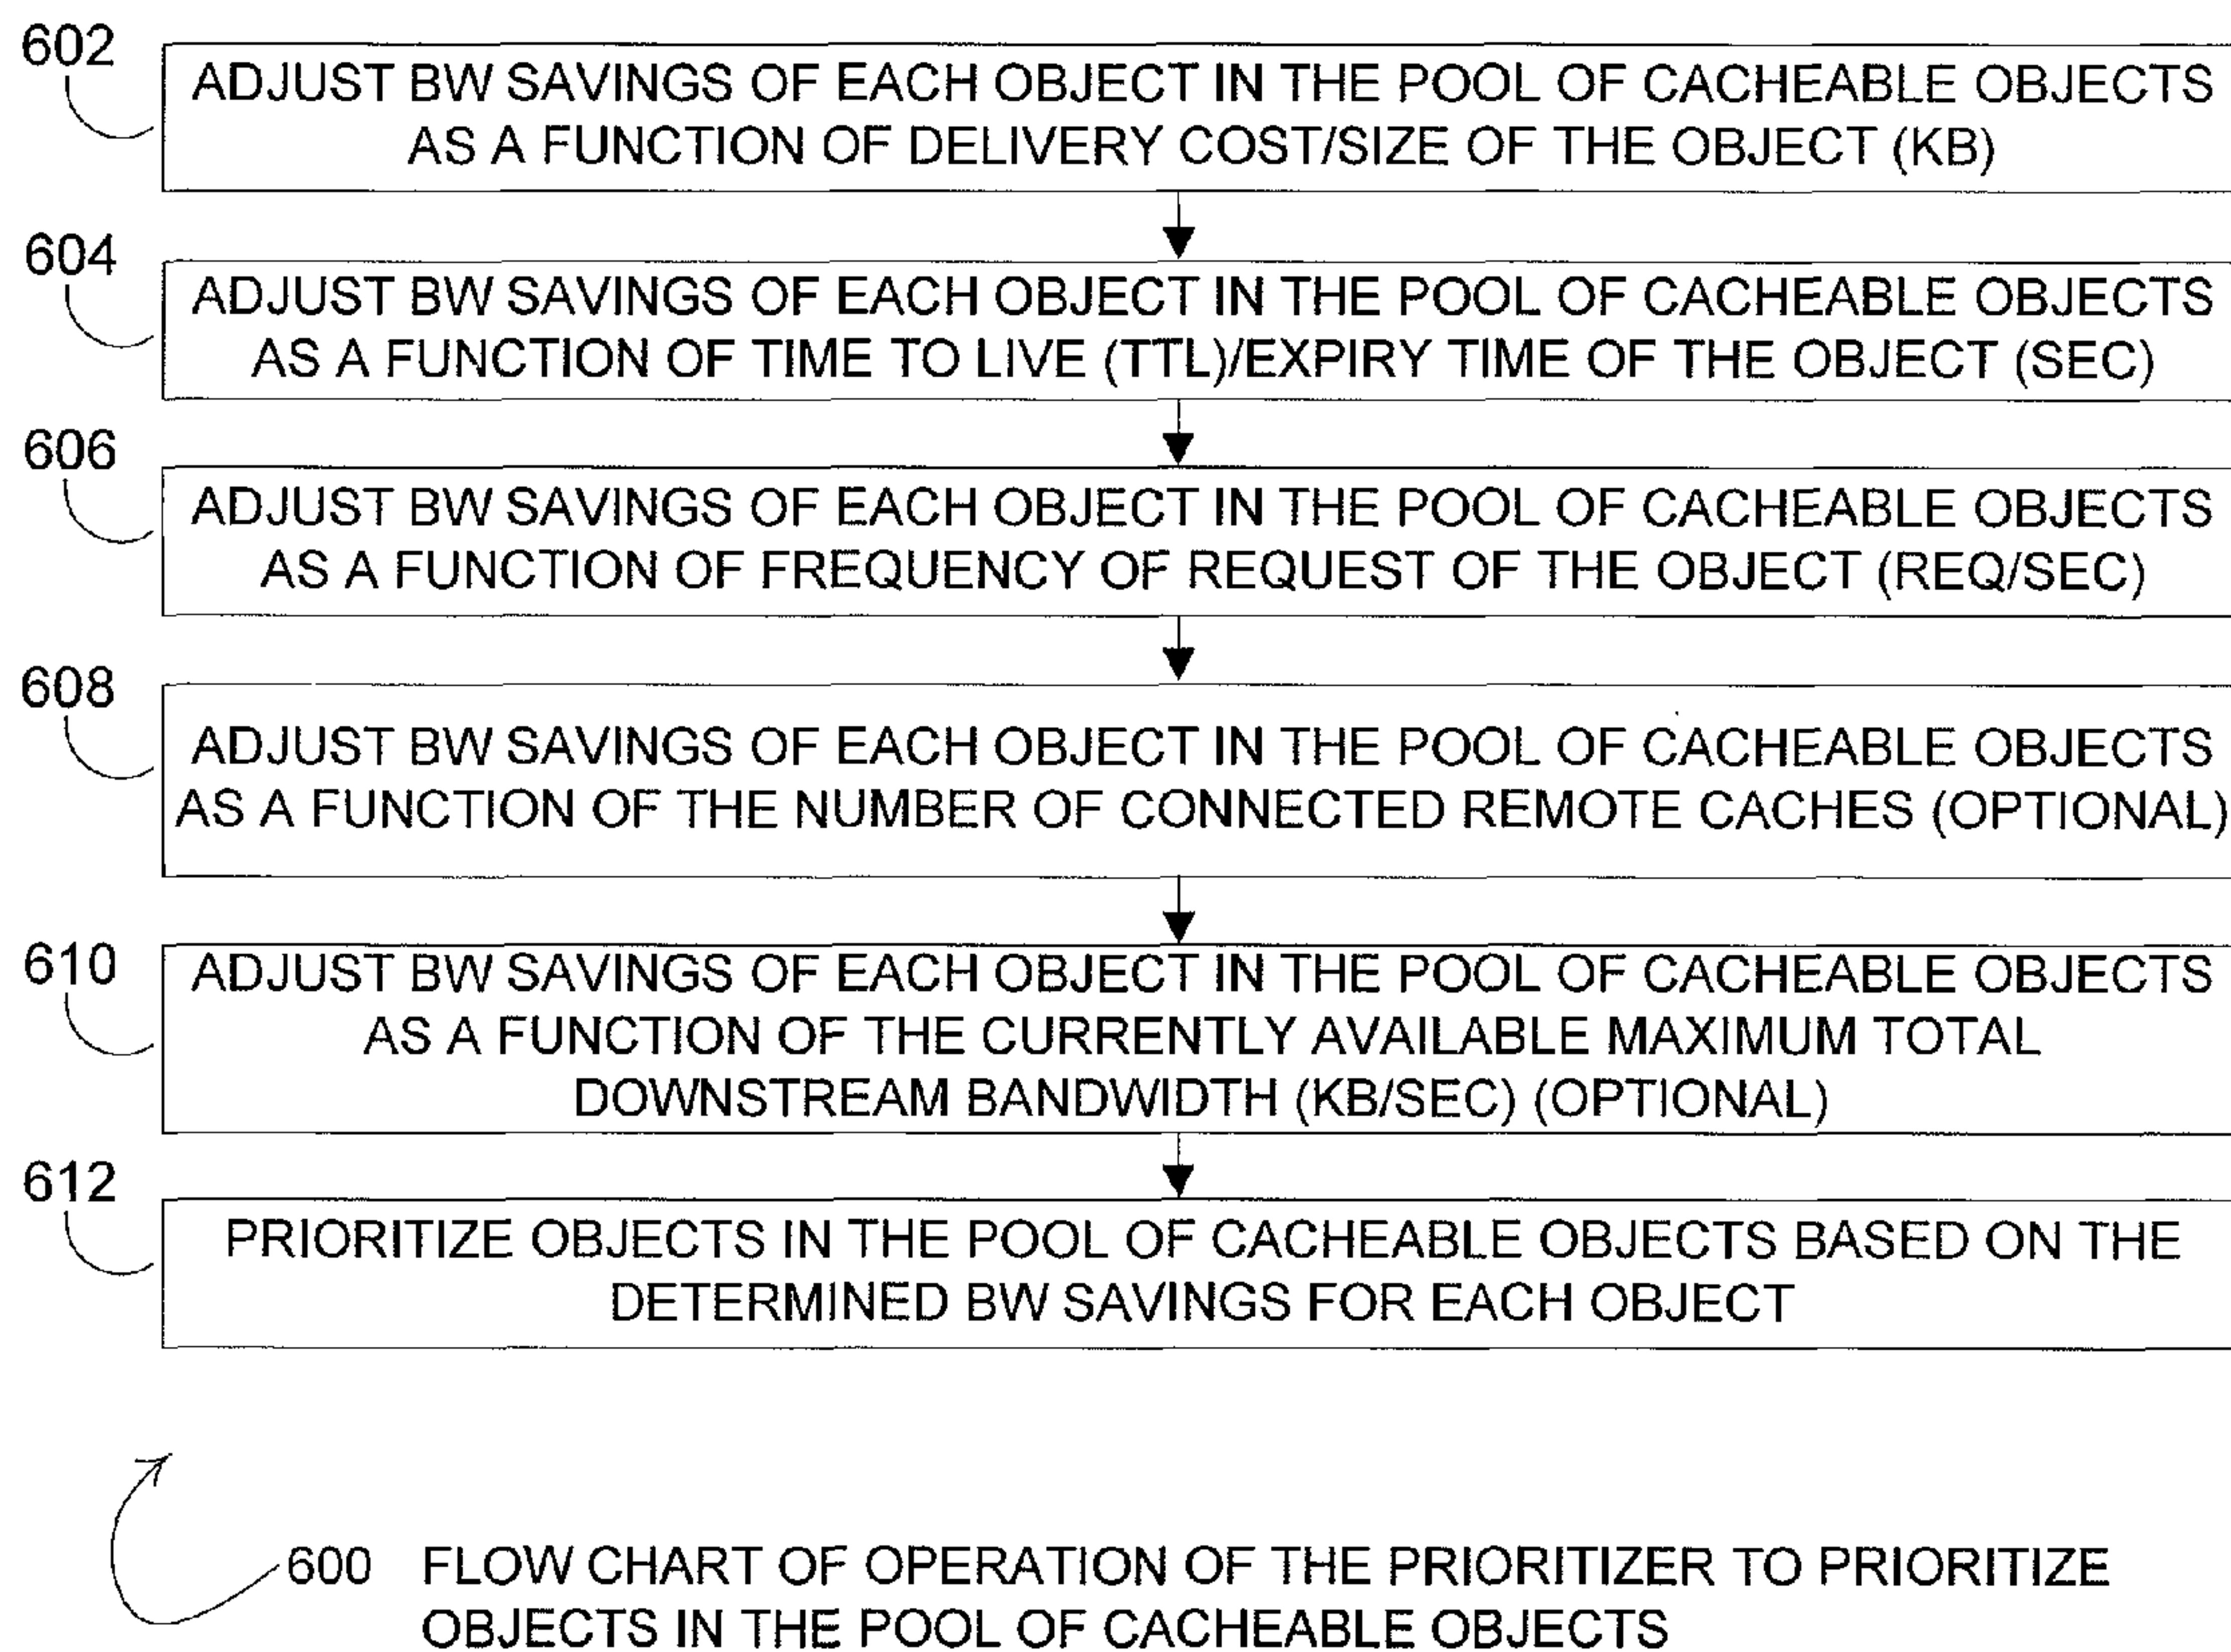 602
ADJUST BW SAVINGS OF EACH OBJECT IN THE POOL OF CACHEABLE OBJECTS
AS A FUNCTION OF DELIVERY COST/SIZE OF THE OBJECT (KB)
604
ADJUST BW SAVINGS OF EACH OBJECT IN THE POOL OF CACHEABLE OBJECTS
AS A FUNCTION OF TIME TO LIVE (TTL)/EXPIRY TIME OF THE OBJECT (SEC)
606
ADJUST BW SAVINGS OF EACH OBJECT IN THE POOL OF CACHEABLE OBJECTS
AS A FUNCTION OF FREQUENCY OF REQUEST OF THE OBJECT (REQ/SEC)
608
ADJUST BW SAVINGS OF EACH OBJECT IN THE POOL OF CACHEABLE OBJECTS
AS A FUNCTION OF THE NUMBER OF CONNECTED REMOTE CACHES (OPTIONAL)
610
ADJUST BW SAVINGS OF EACH OBJECT IN THE POOL OF CACHEABLE OBJECTS
AS A FUNCTION OF THE CURRENTLY AVAILABLE MAXIMUM TOTAL
DOWNSTREAM BANDWIDTH (KB/SEC) (OPTIONAL)
612
PRIORITIZE OBJECTS IN THE POOL OF CACHEABLE OBJECTS BASED ON THE
DETERMINED BW SAVINGS FOR EACH OBJECT
600 FLOW CHART OF OPERATION OF THE PRIORITIZER TO PRIORITIZE
OBJECTS IN THE POOL OF CACHEABLE OBJECTS